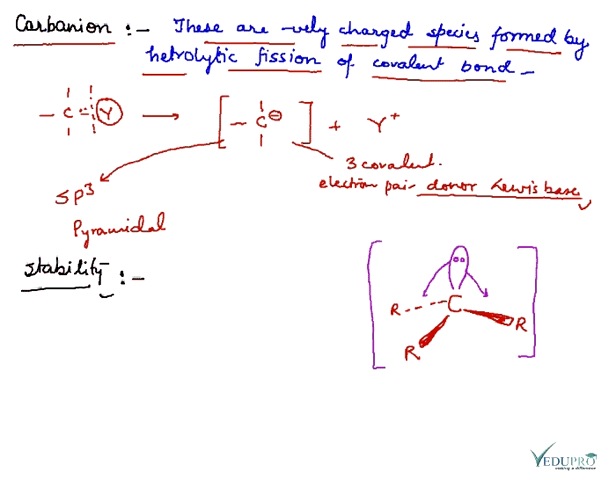 Carbanion :- These are -vely charged species formed by
hetrolytic fission of covalent bond -
- C = Y → [ - C ⊖ ] + Y⁺
3 covalent.
electron pair donor Lewis base
SP³
Pyramidal
Stability :-
R C R
R
VEDUPRO